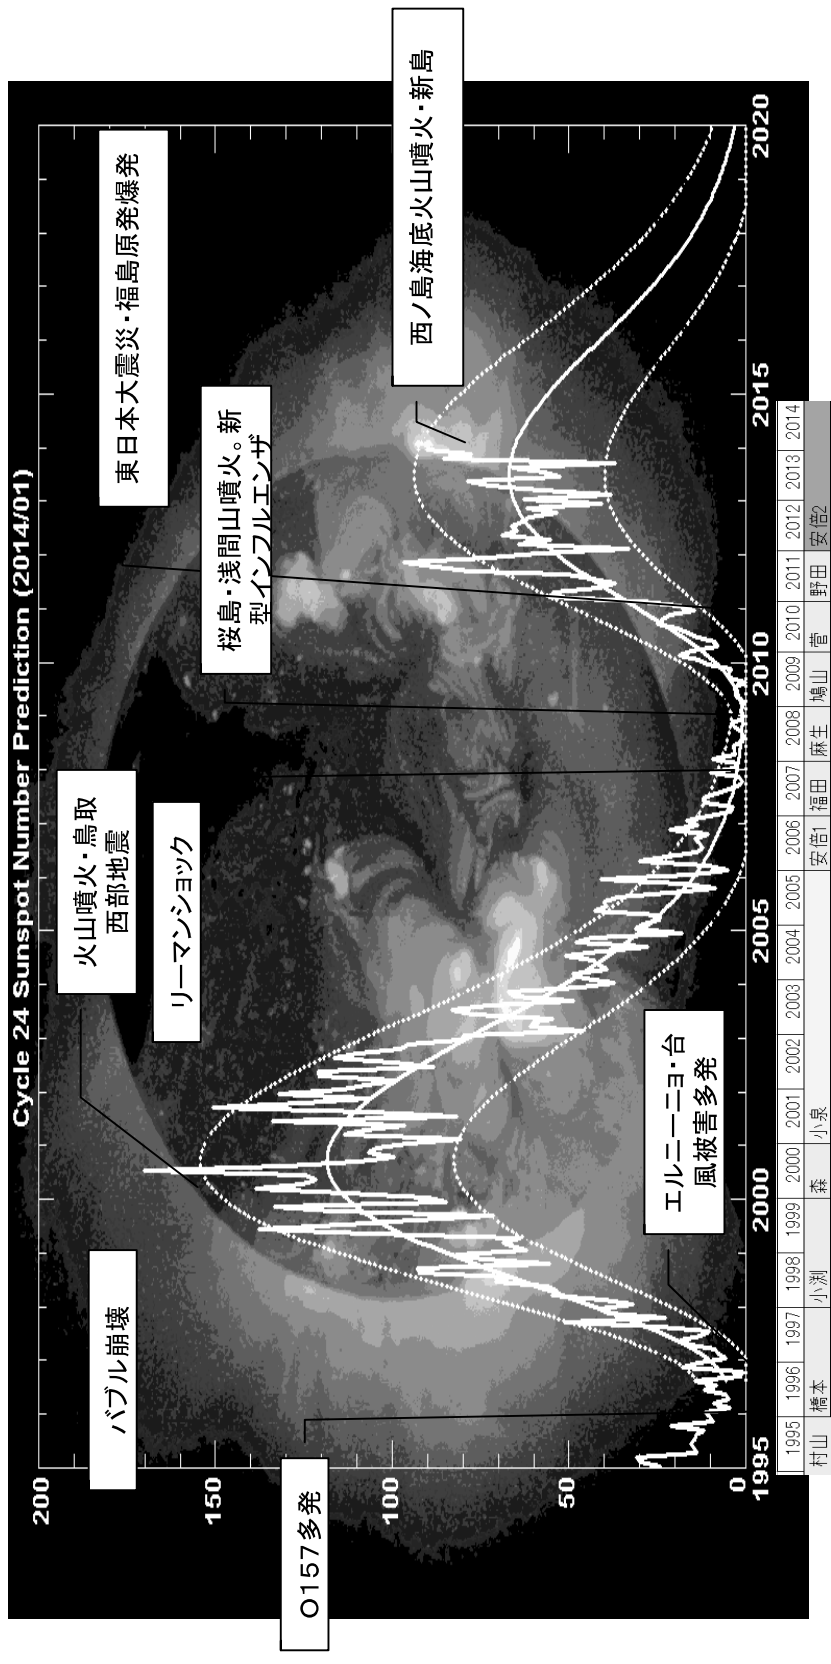 Cycle 24 Sunspot Number Prediction (2014/01)
東日本大震災・福島原発爆発
火山噴火・鳥取
西部地震
バブル崩壊
リーマンショック
桜島・浅間山噴火。新
型インフルエンザ
O157多発
西ノ島海底火山噴火・新島
エルニーニョ・台
風被害多発
200
150
100
50
0
1995
2000
2005
2010
2015
2020
1995 1996 1997 1998 1999 2000 2001 2002 2003 2004 2005 2006 2007 2008 2009 2010 2011 2012 2013 2014
村山 橋本 小渕 森 小泉 安倍1 福田 麻生 鳩山 菅 野田 安倍2